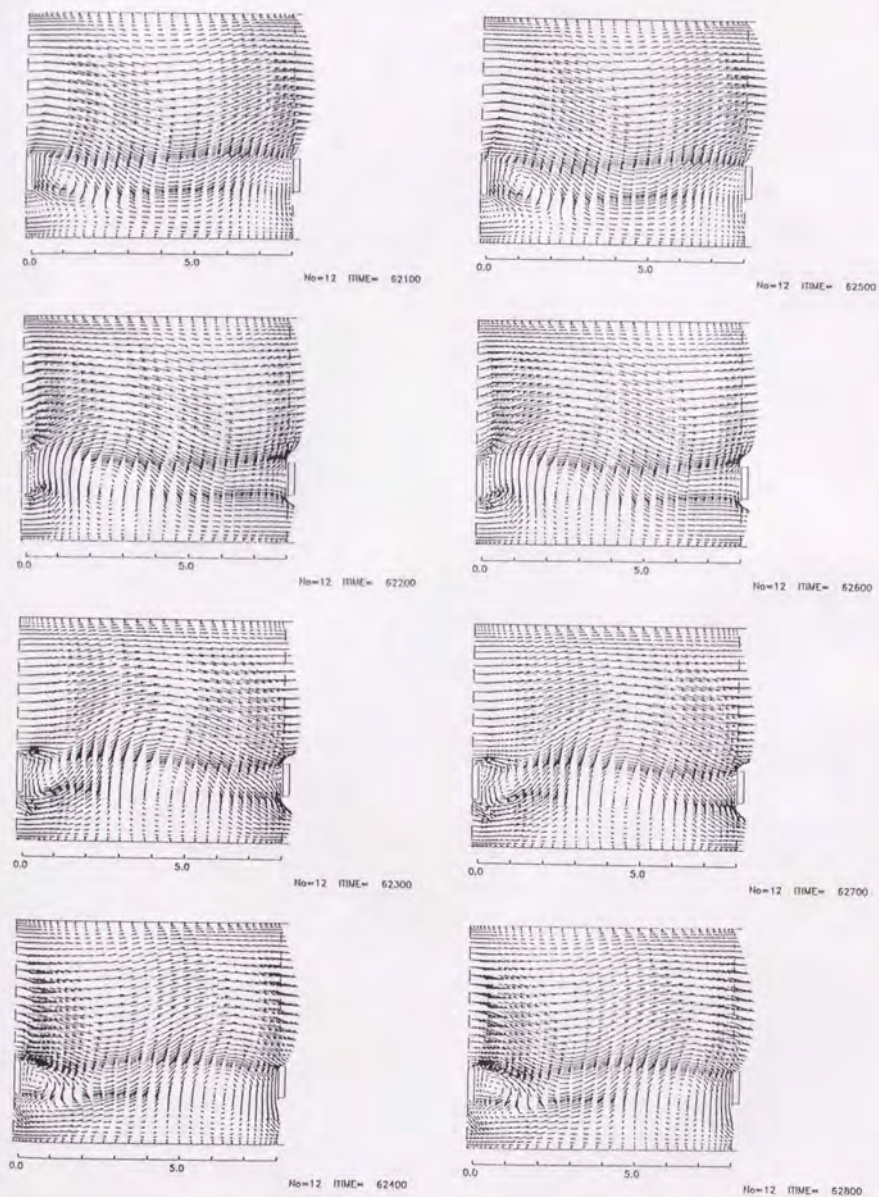 0.0 5.0
No=12 ITIME= 62100
0.0 5.0
No=12 ITIME= 62500
0.0 5.0
No=12 ITIME= 62200
0.0 5.0
No=12 ITIME= 62600
0.0 5.0
No=12 ITIME= 62300
0.0 5.0
No=12 ITIME= 62700
0.0 5.0
No=12 ITIME= 62400
0.0 5.0
No=12 ITIME= 62800